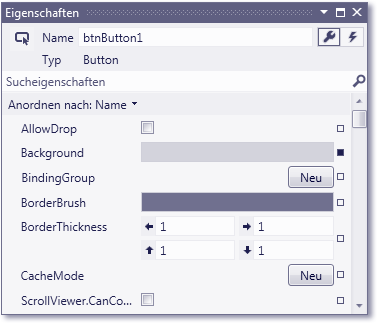 Eigenschaften
Name btnButton1
Typ Button
Sucheigenschaften
Anordnen nach: Name
AllowDrop
Background
BindingGroup Neu
BorderBrush
BorderThickness 1 1
1 1
CacheMode Neu
ScrollViewer.CanCo...